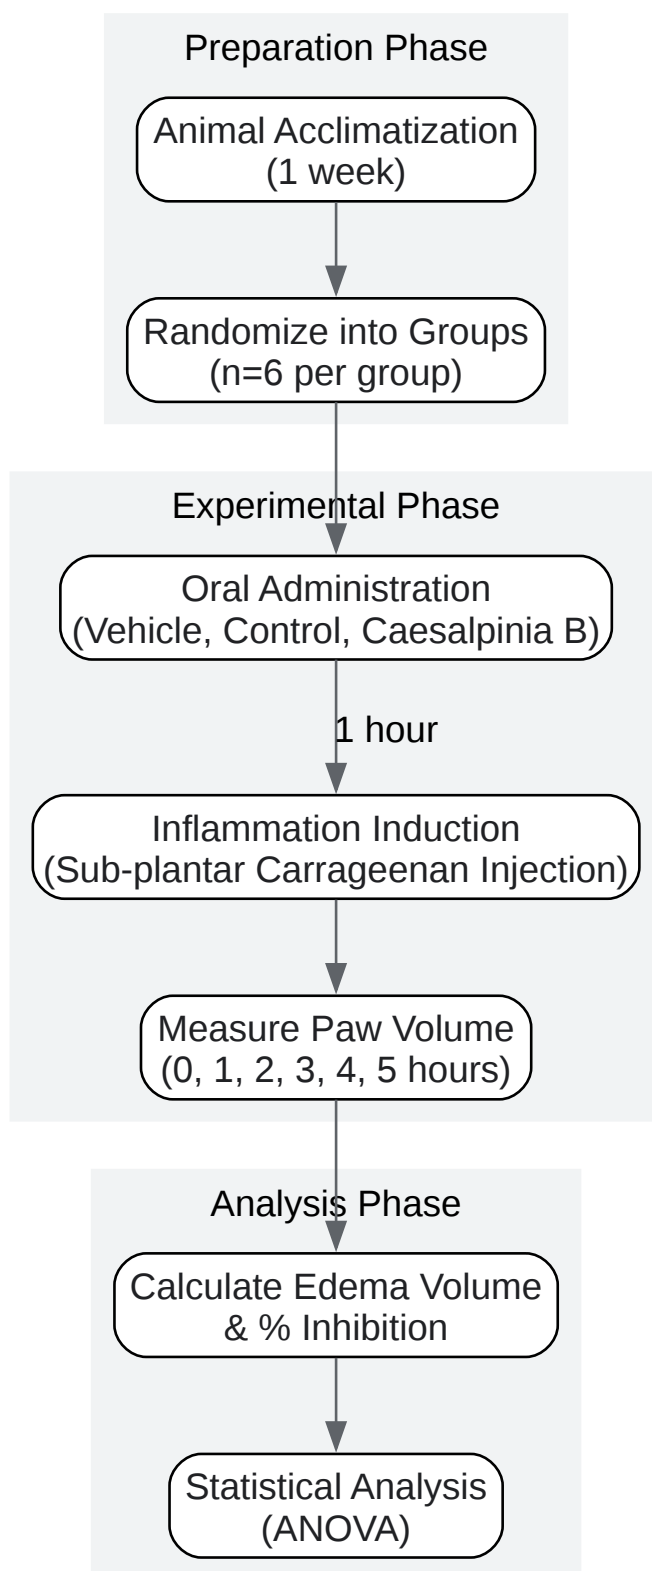 Preparation Phase
Animal Acclimatization
(1 week)
Randomize into Groups
(n=6 per group)
Experimental Phase
Oral Administration
(Vehicle, Control, Caesalpinia B)
1 hour
Inflammation Induction
(Sub-plantar Carrageenan Injection)
Measure Paw Volume
(0, 1, 2, 3, 4, 5 hours)
Analysis Phase
Calculate Edema Volume
& % Inhibition
Statistical Analysis
(ANOVA)